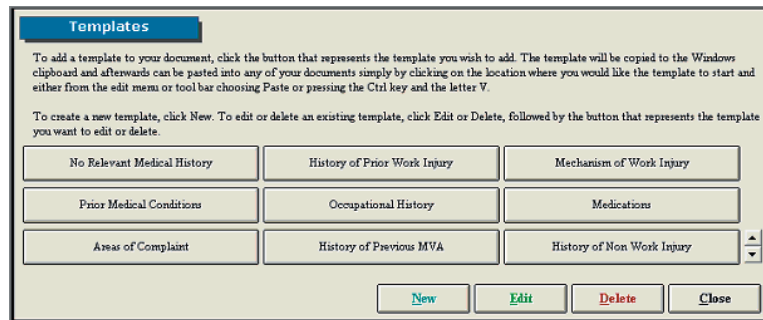 Templates
To add a template to your document, click the button that represents the template you wish to add. The template will be copied to the Windows
clipboard and afterwards can be pasted into any of your documents simply by clicking on the location where you would like the template to start and
either from the edit menu or tool bar choosing Paste or pressing the Ctrl key and the letter V.
To create a new template, click New. To edit or delete an existing template, click Edit or Delete, followed by the button that represents the template
you want to edit or delete.
No Relevant Medical History
History of Prior Work Injury
Mechanism of Work Injury
Prior Medical Conditions
Occupational History
Medications
Areas of Complaint
History of Previous MVA
History of Non Work Injury
New
Edit
Delete
Close